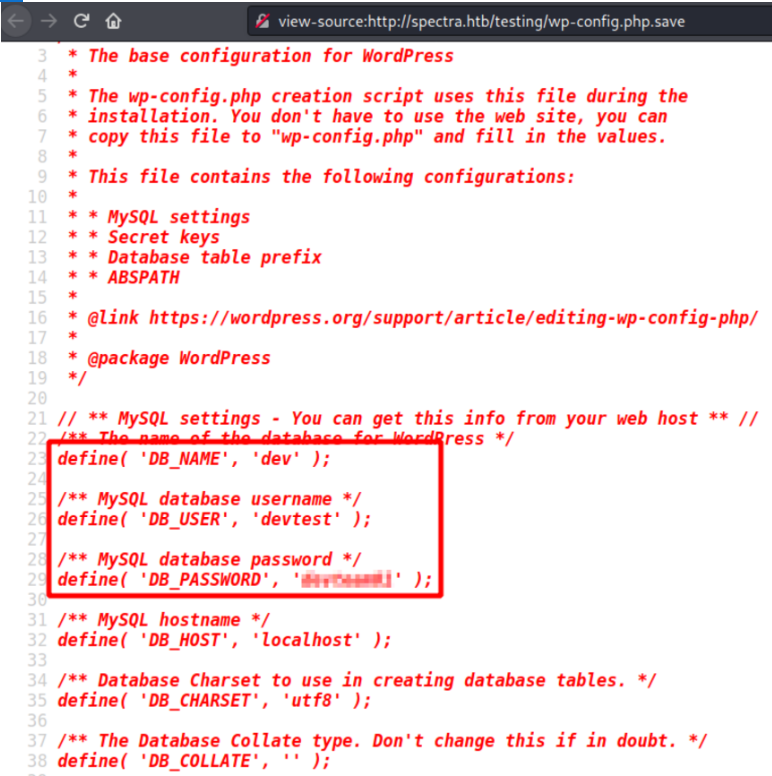 view-source:http://spectra.htb/testing/wp-config.php.save
3 * The base configuration for WordPress
4 *
5 * The wp-config.php creation script uses this file during the
6 * installation. You don't have to use the web site, you can
7 * copy this file to "wp-config.php" and fill in the values.
8 *
9 * This file contains the following configurations:
10 *
11 * * MySQL settings
12 * * Secret keys
13 * * Database table prefix
14 * * ABSPATH
15 *
16 * @link https://wordpress.org/support/article/editing-wp-config-php/
17 *
18 * @package WordPress
19 */
20
21 // ** MySQL settings - You can get this info from your web host ** //
22 /** The name of the database for WordPress */
23 define( 'DB_NAME', 'dev' );
24
25 /** MySQL database username */
26 define( 'DB_USER', 'devtest' );
27
28 /** MySQL database password */
29 define( 'DB_PASSWORD', '' );
30
31 /** MySQL hostname */
32 define( 'DB_HOST', 'localhost' );
33
34 /** Database Charset to use in creating database tables. */
35 define( 'DB_CHARSET', 'utf8' );
36
37 /** The Database Collate type. Don't change this if in doubt. */
38 define( 'DB_COLLATE', '' );